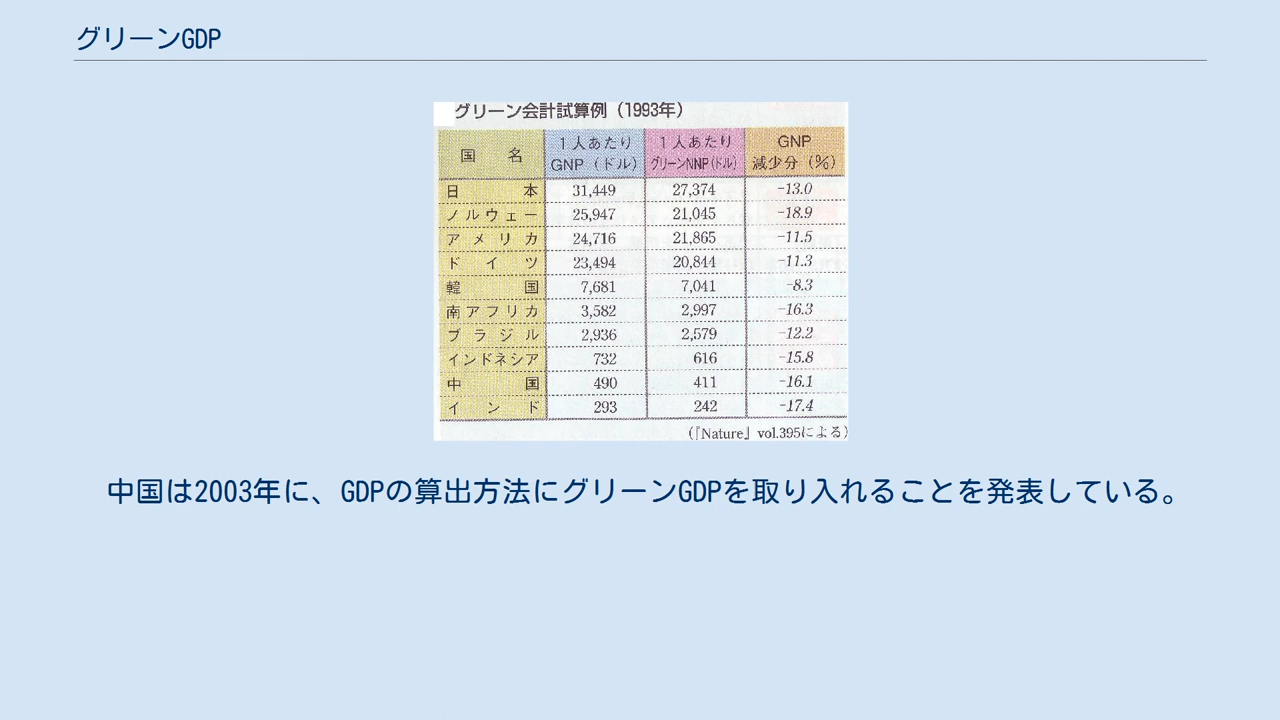 グリーンGDP
グリーン会計試算例(1993年)
国名 1人あたりGNP(ドル) 1人あたりグリーンNNP(ドル) GNP減少分(%)
日本 31,449 27,374 -13.0
ノルウェー 25,947 21,045 -18.9
アメリカ 24,716 21,865 -11.5
ドイツ 23,494 20,844 -11.3
韓国 7,681 7,041 -8.3
南アフリカ 3,582 2,997 -16.3
ブラジル 2,936 2,579 -12.2
インドネシア 732 616 -15.8
中国 490 411 -16.1
インド 293 242 -17.4
(『Nature』vol.395による)
中国は2003年に、GDPの算出方法にグリーンGDPを取り入れることを発表している。